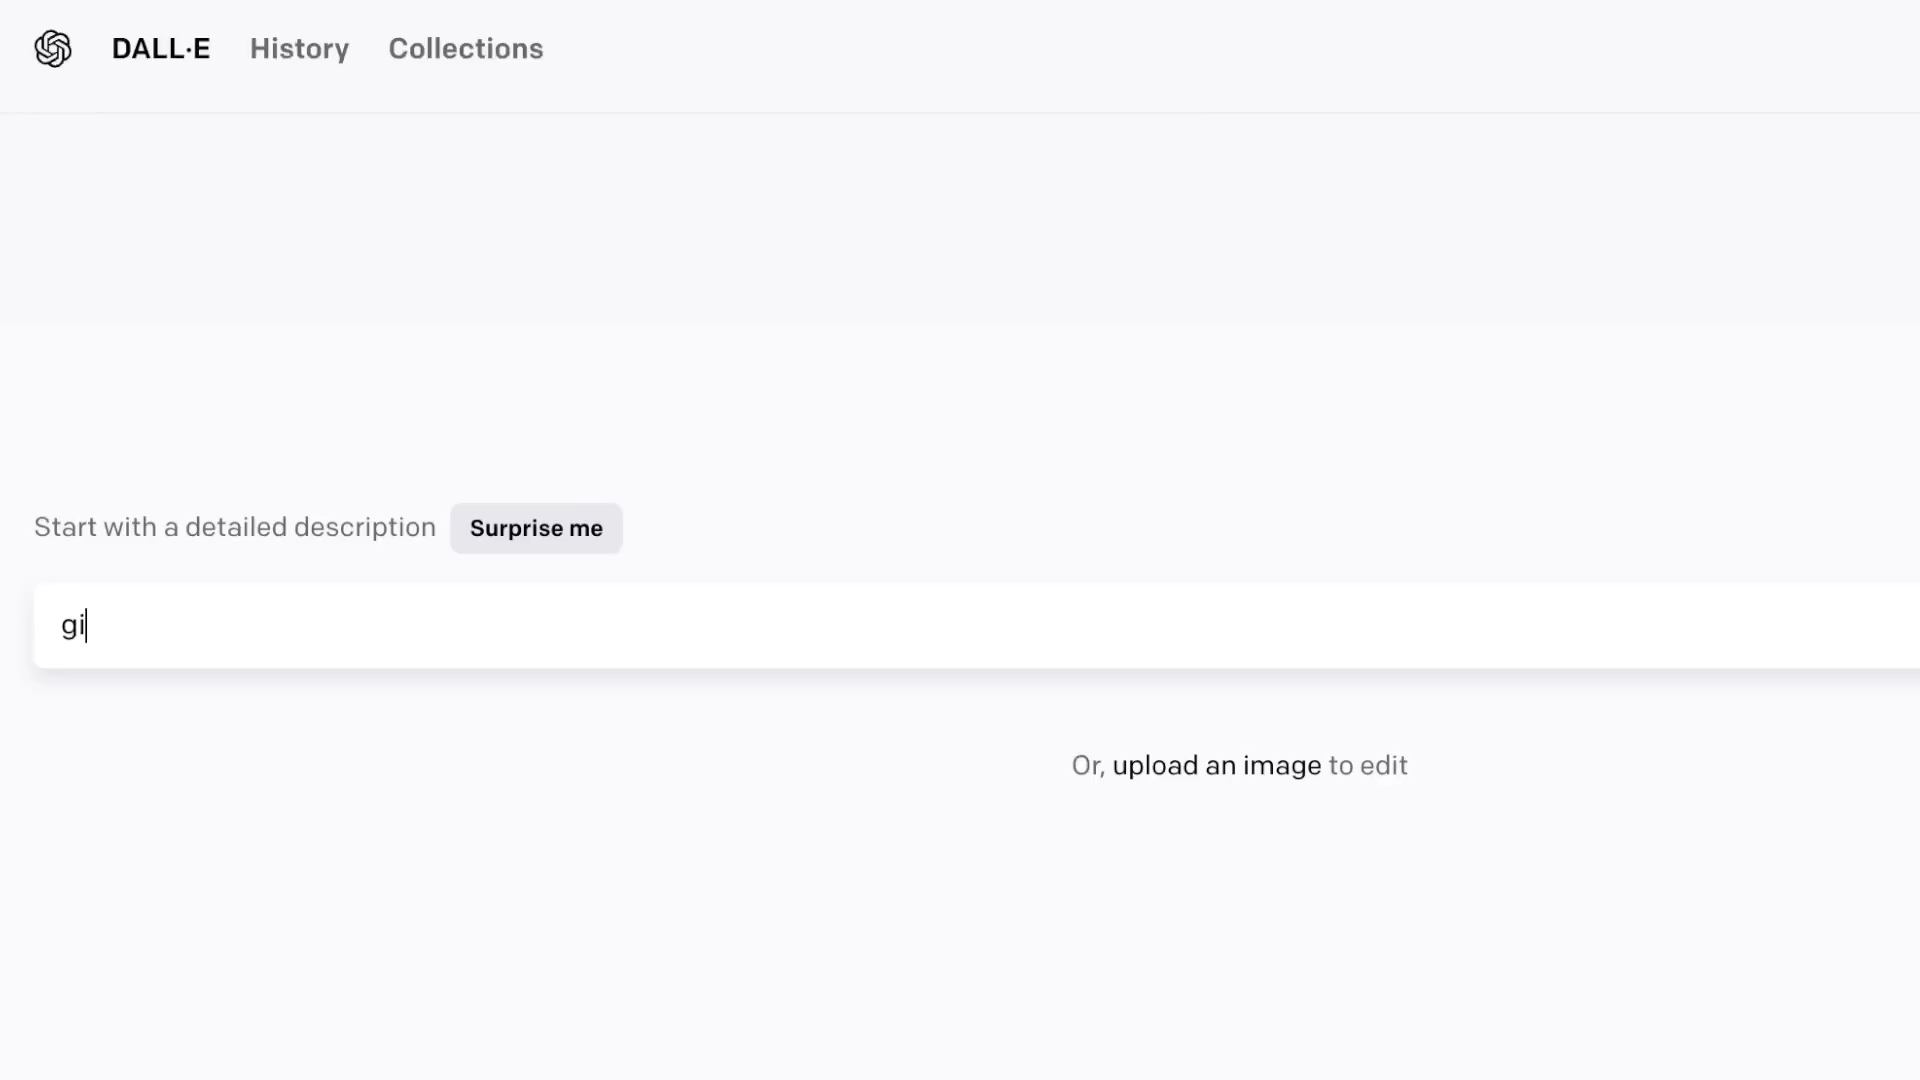 DALL·E History Collections
Start with a detailed description Surprise me
gi
Or, upload an image to edit